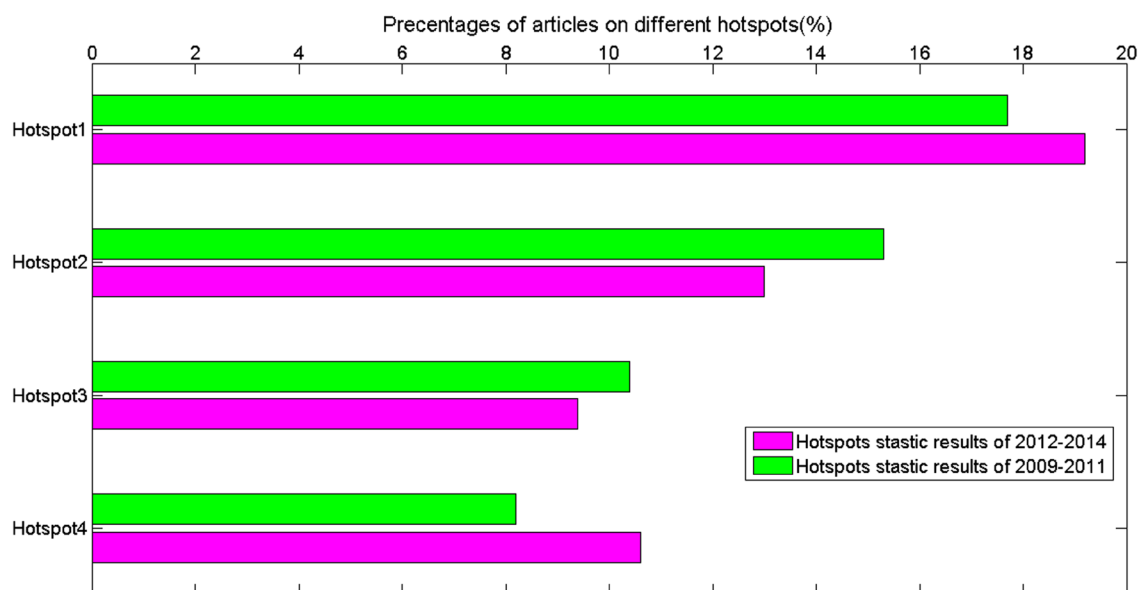 Precentages of articles on different hotspots(%)
0 2 4 6 8 10 12 14 16 18 20
Hotspot1
Hotspot2
Hotspot3
Hotspot4
Hotspots stastic results of 2012-2014
Hotspots stastic results of 2009-2011